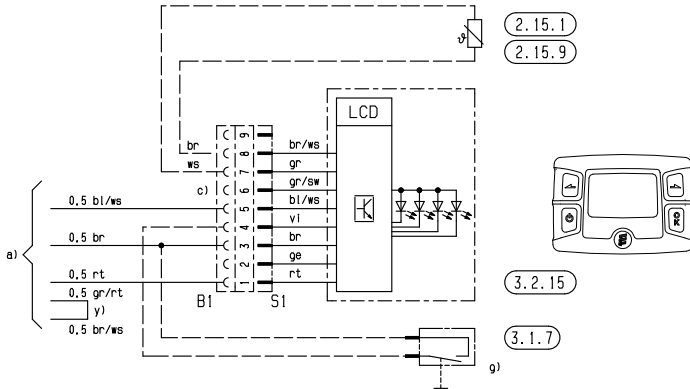 2.15.1
ϑ
2.15.9
LCD
9
br 8 br/ws
ws 7 gr
c) 6 gr/sw
0,5 bl/ws 5 bl/ws
4 vi
a) 0,5 br 3 br
2 ge
0,5 rt 1 rt
0,5 gr/rt B1 S1 3.2.15
y)
0,5 br/ws
3.1.7
g)
OK